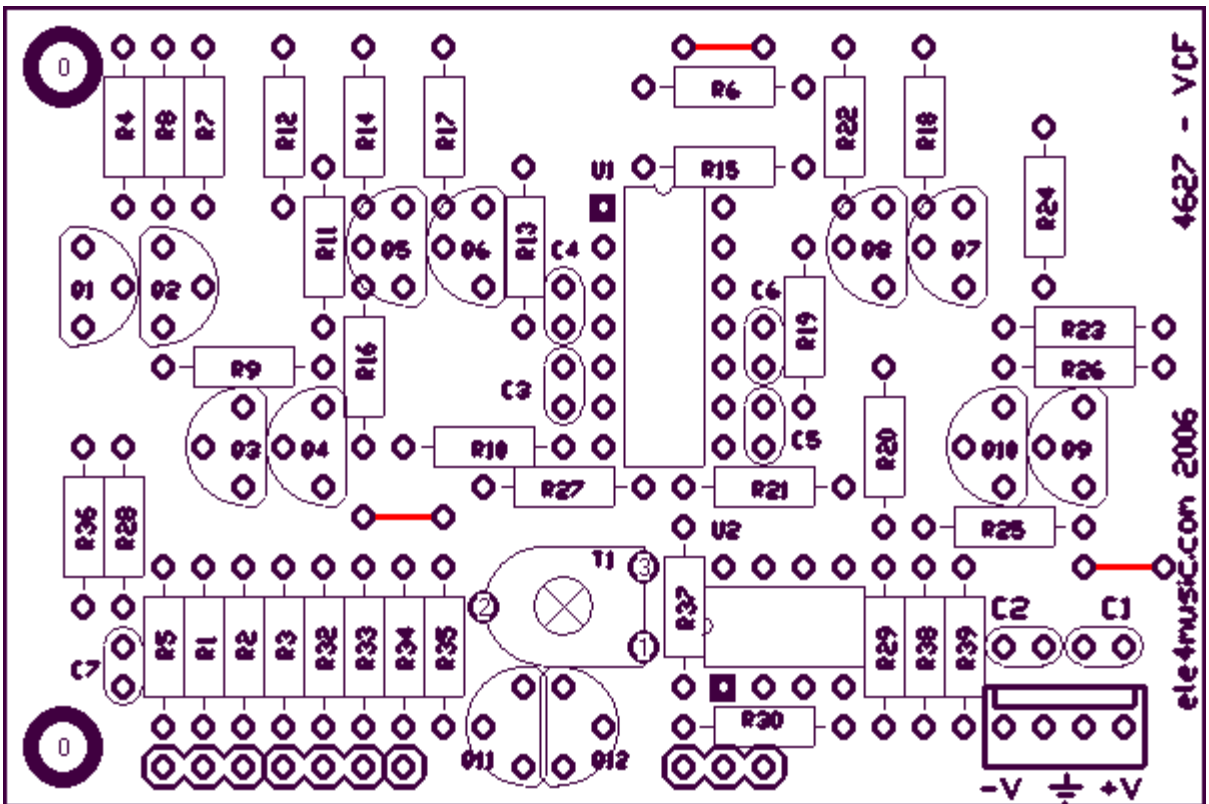 0
R4
R8
R7
R12
R14
R17
R6
R22
R18
4627 - VCF
U1
R15
R24
R11
Q5
Q6
R13
C4
Q8
Q7
Q1
Q2
C6
R19
R23
R16
R9
R26
C3
Q3
Q4
R10
C5
R20
Q10
Q9
R27
R21
R36
R28
R25
U2
T1
3
2
1
R37
C7
R5
R1
R2
R3
R32
R33
R34
R35
R29
R38
R39
C2
C1
ele4music.com 2006
0
Q11
Q12
R30
-V
+V